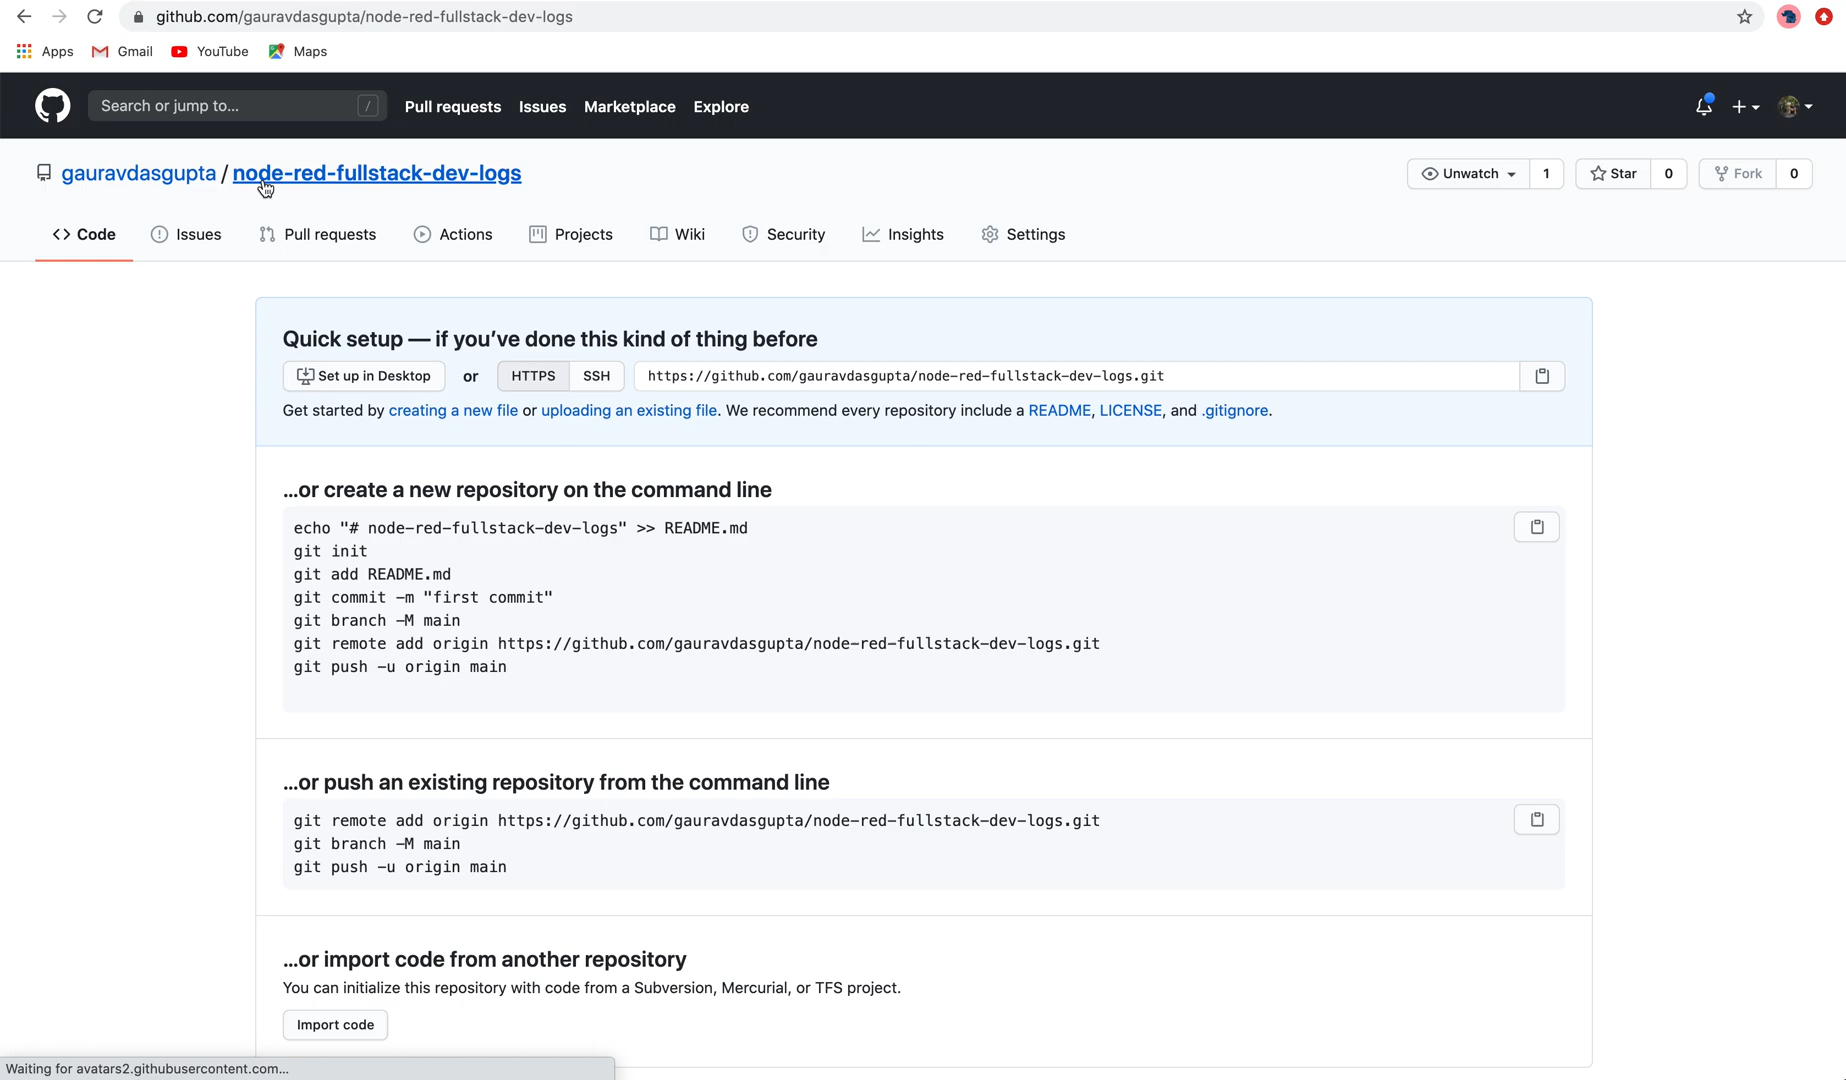 github.com/gauravdasgupta/node-red-fullstack-dev-logs
Apps Gmail YouTube Maps
Search or jump to... / Pull requests Issues Marketplace Explore
gauravdasgupta / node-red-fullstack-dev-logs Unwatch 1 Star 0 Fork 0
<> Code Issues Pull requests Actions Projects Wiki Security Insights Settings
Quick setup — if you've done this kind of thing before
Set up in Desktop or HTTPS SSH https://github.com/gauravdasgupta/node-red-fullstack-dev-logs.git
Get started by creating a new file or uploading an existing file. We recommend every repository include a README, LICENSE, and .gitignore.
...or create a new repository on the command line
echo "# node-red-fullstack-dev-logs" >> README.md
git init
git add README.md
git commit -m "first commit"
git branch -M main
git remote add origin https://github.com/gauravdasgupta/node-red-fullstack-dev-logs.git
git push -u origin main
...or push an existing repository from the command line
git remote add origin https://github.com/gauravdasgupta/node-red-fullstack-dev-logs.git
git branch -M main
git push -u origin main
...or import code from another repository
You can initialize this repository with code from a Subversion, Mercurial, or TFS project.
Import code
Waiting for avatars2.githubusercontent.com...